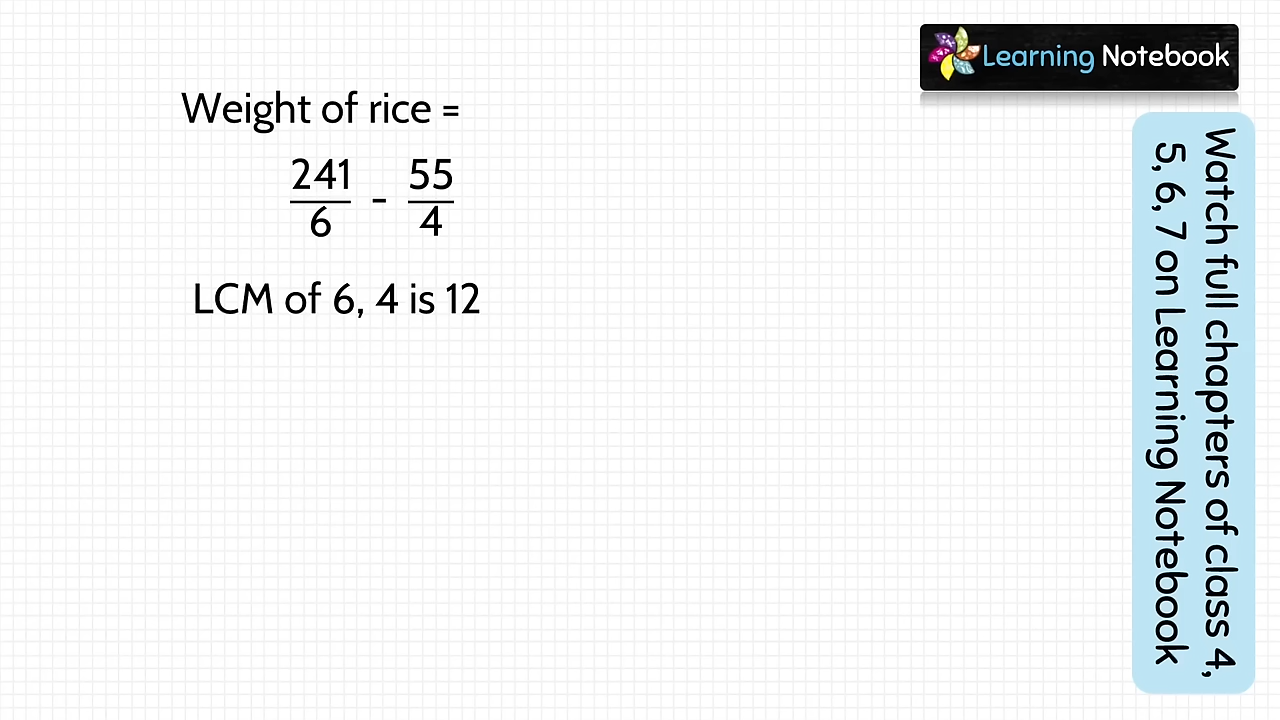 Learning Notebook
Weight of rice =
241/6 - 55/4
LCM of 6, 4 is 12
Watch full chapters of class 4,
5, 6, 7 on Learning Notebook